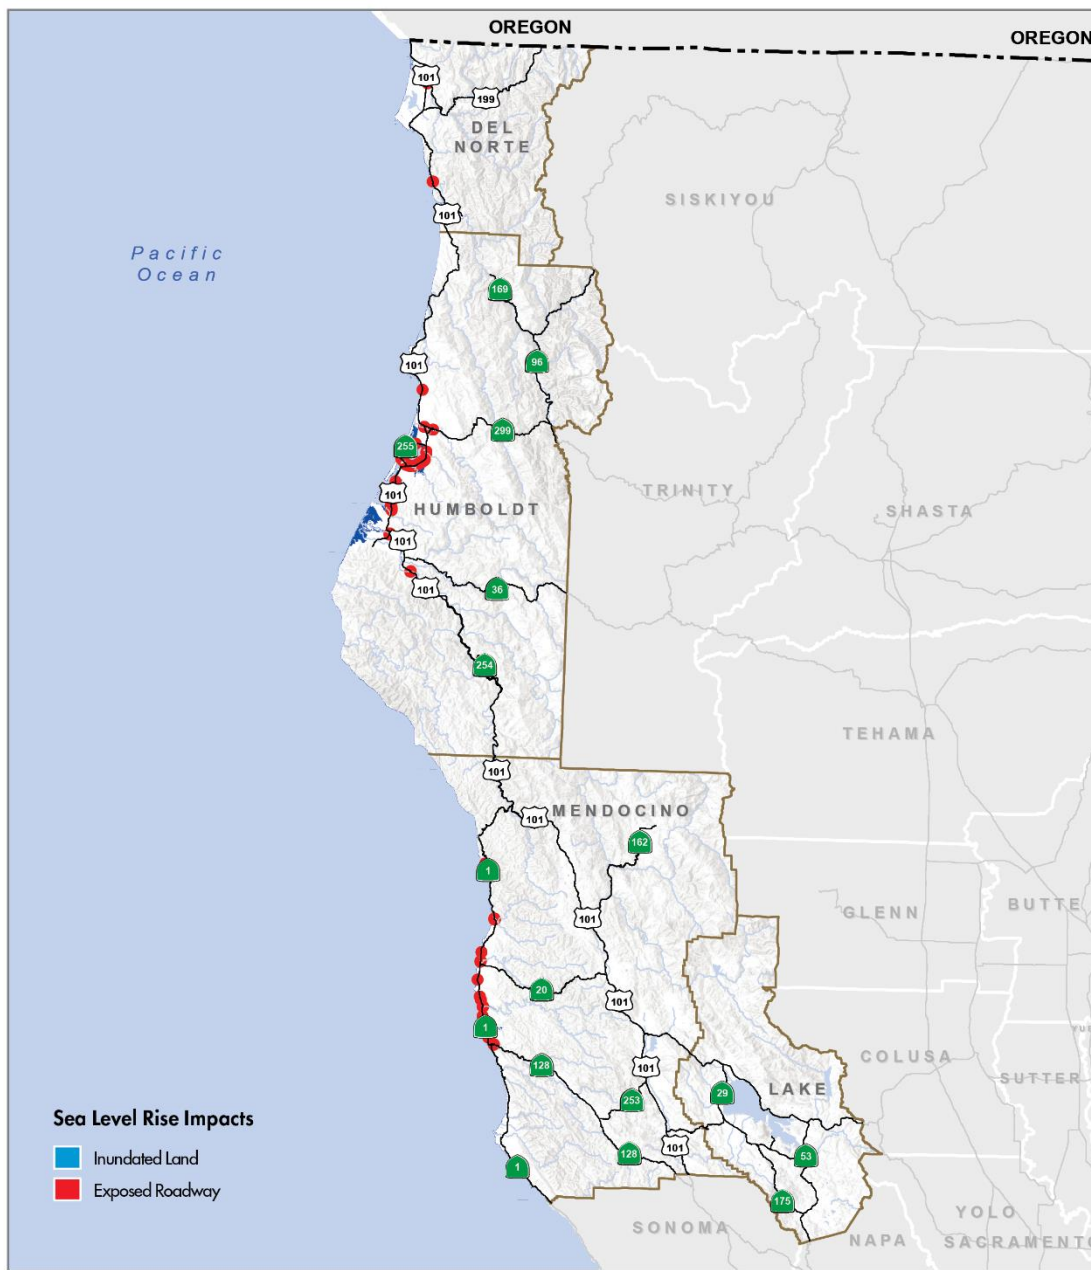 OREGON
OREGON
101
199
DEL
NORTE
SISKIYOU
101
Pacific
Ocean
169
101
96
299
255
TRINITY
101
HUMBOLDT
SHASTA
101
101
36
254
TEHAMA
101
MENDOCINO
101
162
1
GLENN
BUTTE
101
20
101
1
COLUSA
128
101
SUTTER
LAKE
29
253
Sea Level Rise Impacts
Inundated Land
Exposed Roadway
101
128
53
1
175
SONOMA
NAPA
YOLO
SACRAMENTO